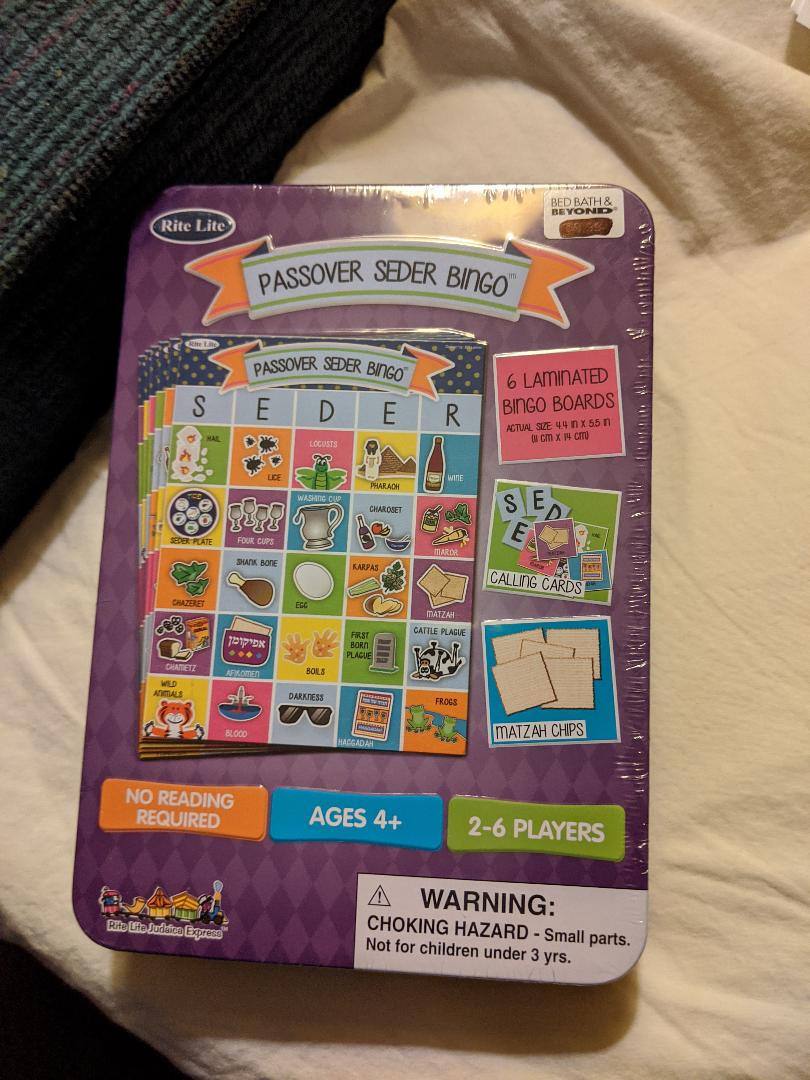 Rite Lite
BED BATH &
BEYOND
PASSOVER SEDER BINGO™
Rite Lite
PASSOVER SEDER BINGO
S E D E R
HAIL
LICE
LOCUSTS
PHARAOH
WINE
SEDER PLATE
FOUR CUPS
WASHING CUP
CHAROSET
MAROR
CHAZERET
SHANK BONE
EGG
KARPAS
MATZAH
CHAMETZ
אפיקומן
AFIKOMEN
BOILS
FIRST
BORN
PLAGUE
CATTLE PLAGUE
WILD
ANIMALS
BLOOD
DARKNESS
HAGGADAH
FROGS
6 LAMINATED
BINGO BOARDS
ACTUAL SIZE 4.4 IN X 5.5 IN
(11 CM X 14 CM)
S E D
E
MATZAH
HAIL
CALLING CARDS
MATZAH CHIPS
NO READING
REQUIRED
AGES 4+
2-6 PLAYERS
Rite Lite Judaica Express™
WARNING:
CHOKING HAZARD - Small parts.
Not for children under 3 yrs.